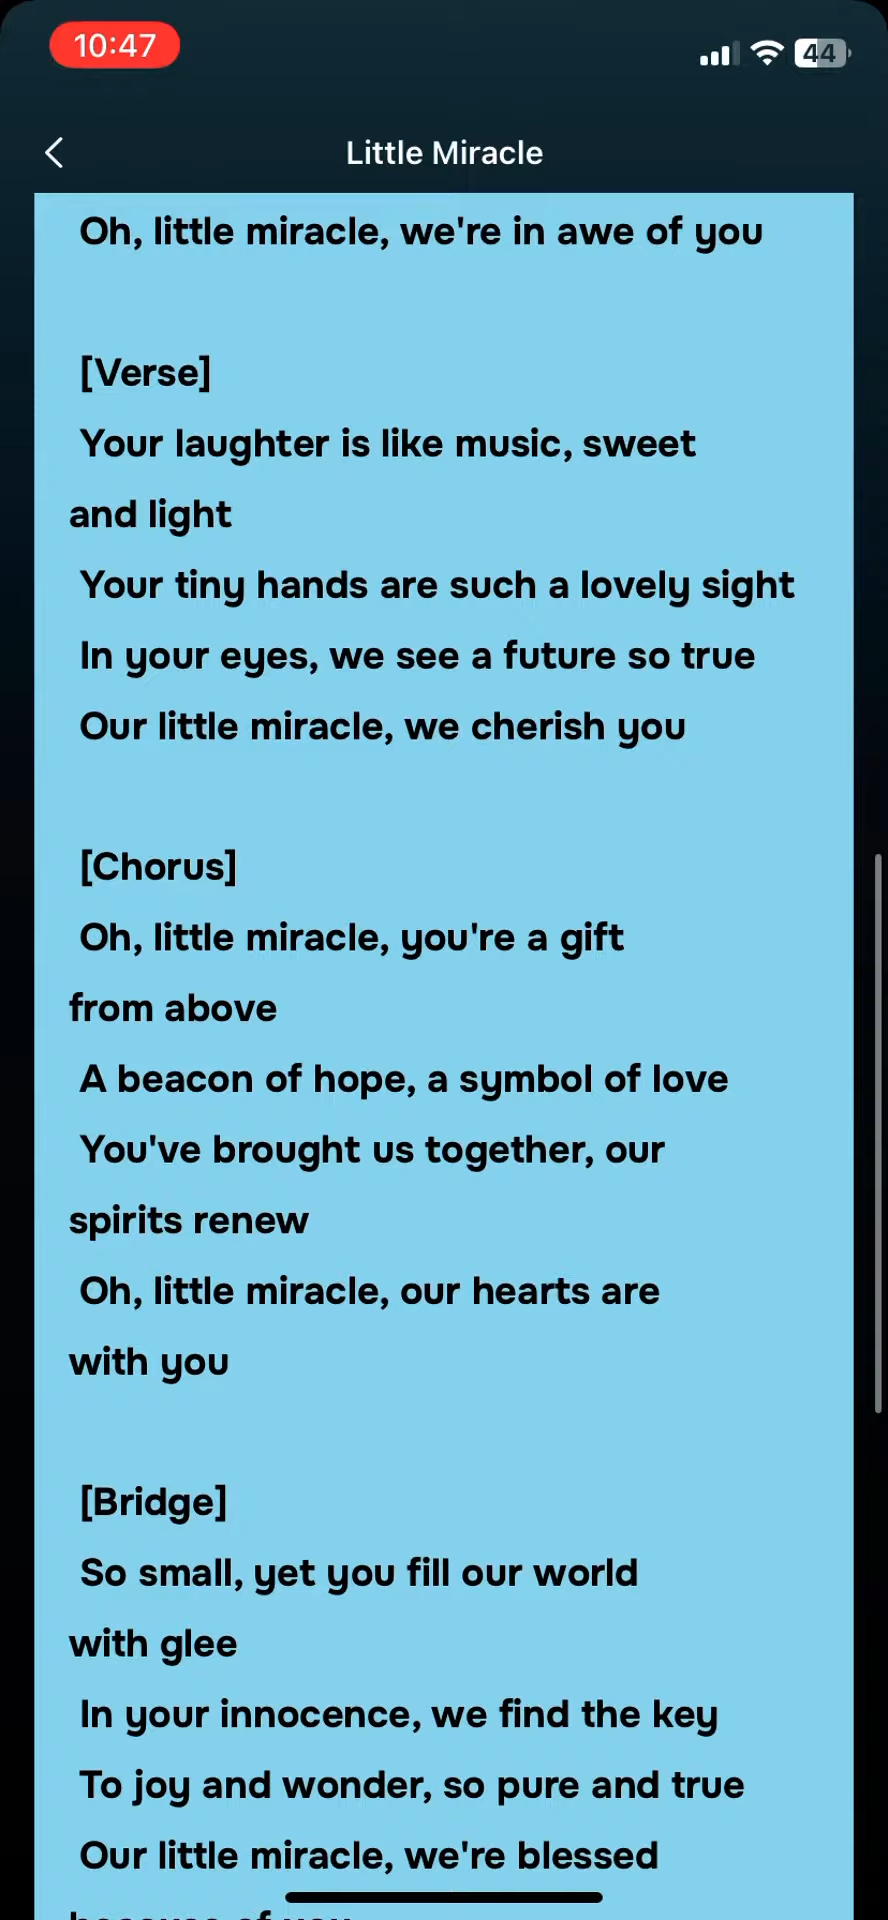 10:47
44
Little Miracle
Oh, little miracle, we're in awe of you
[Verse]
Your laughter is like music, sweet
and light
Your tiny hands are such a lovely sight
In your eyes, we see a future so true
Our little miracle, we cherish you
[Chorus]
Oh, little miracle, you're a gift
from above
A beacon of hope, a symbol of love
You've brought us together, our
spirits renew
Oh, little miracle, our hearts are
with you
[Bridge]
So small, yet you fill our world
with glee
In your innocence, we find the key
To joy and wonder, so pure and true
Our little miracle, we're blessed
because of you